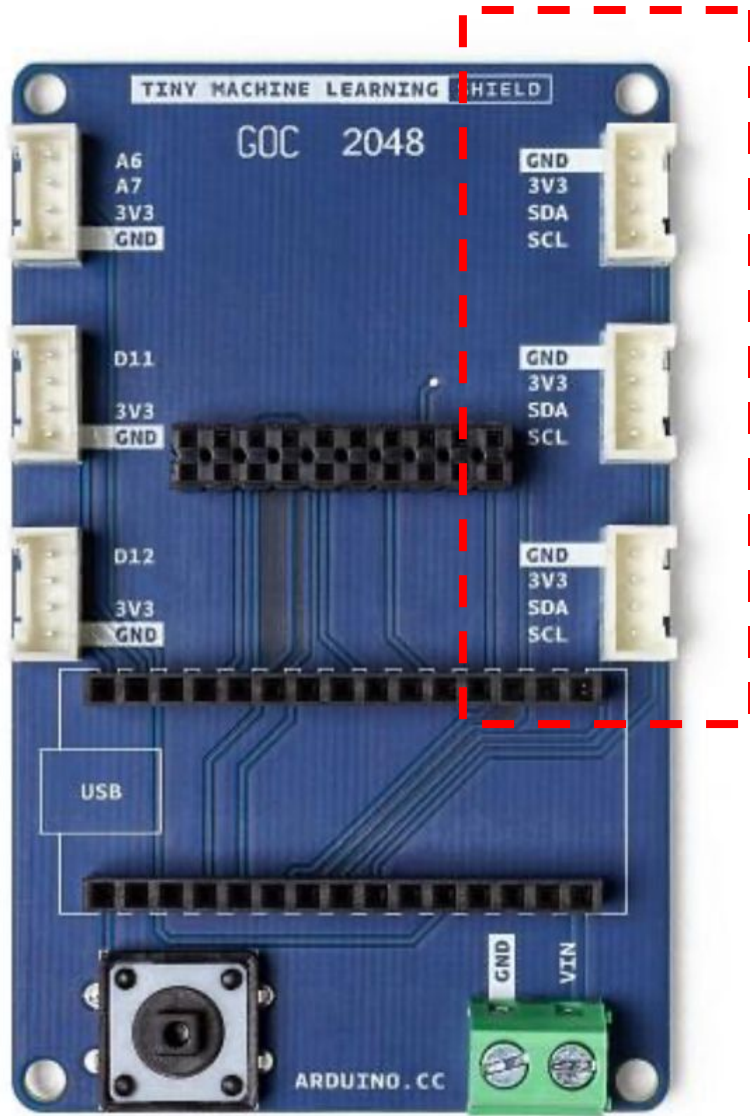 TINY MACHINE LEARNING SHIELD
GOC 2048
A6
A7
3V3
GND
GND
3V3
SDA
SCL
D11
3V3
GND
GND
3V3
SDA
SCL
D12
3V3
GND
GND
3V3
SDA
SCL
USB
GND
VIN
ARDUINO.CC